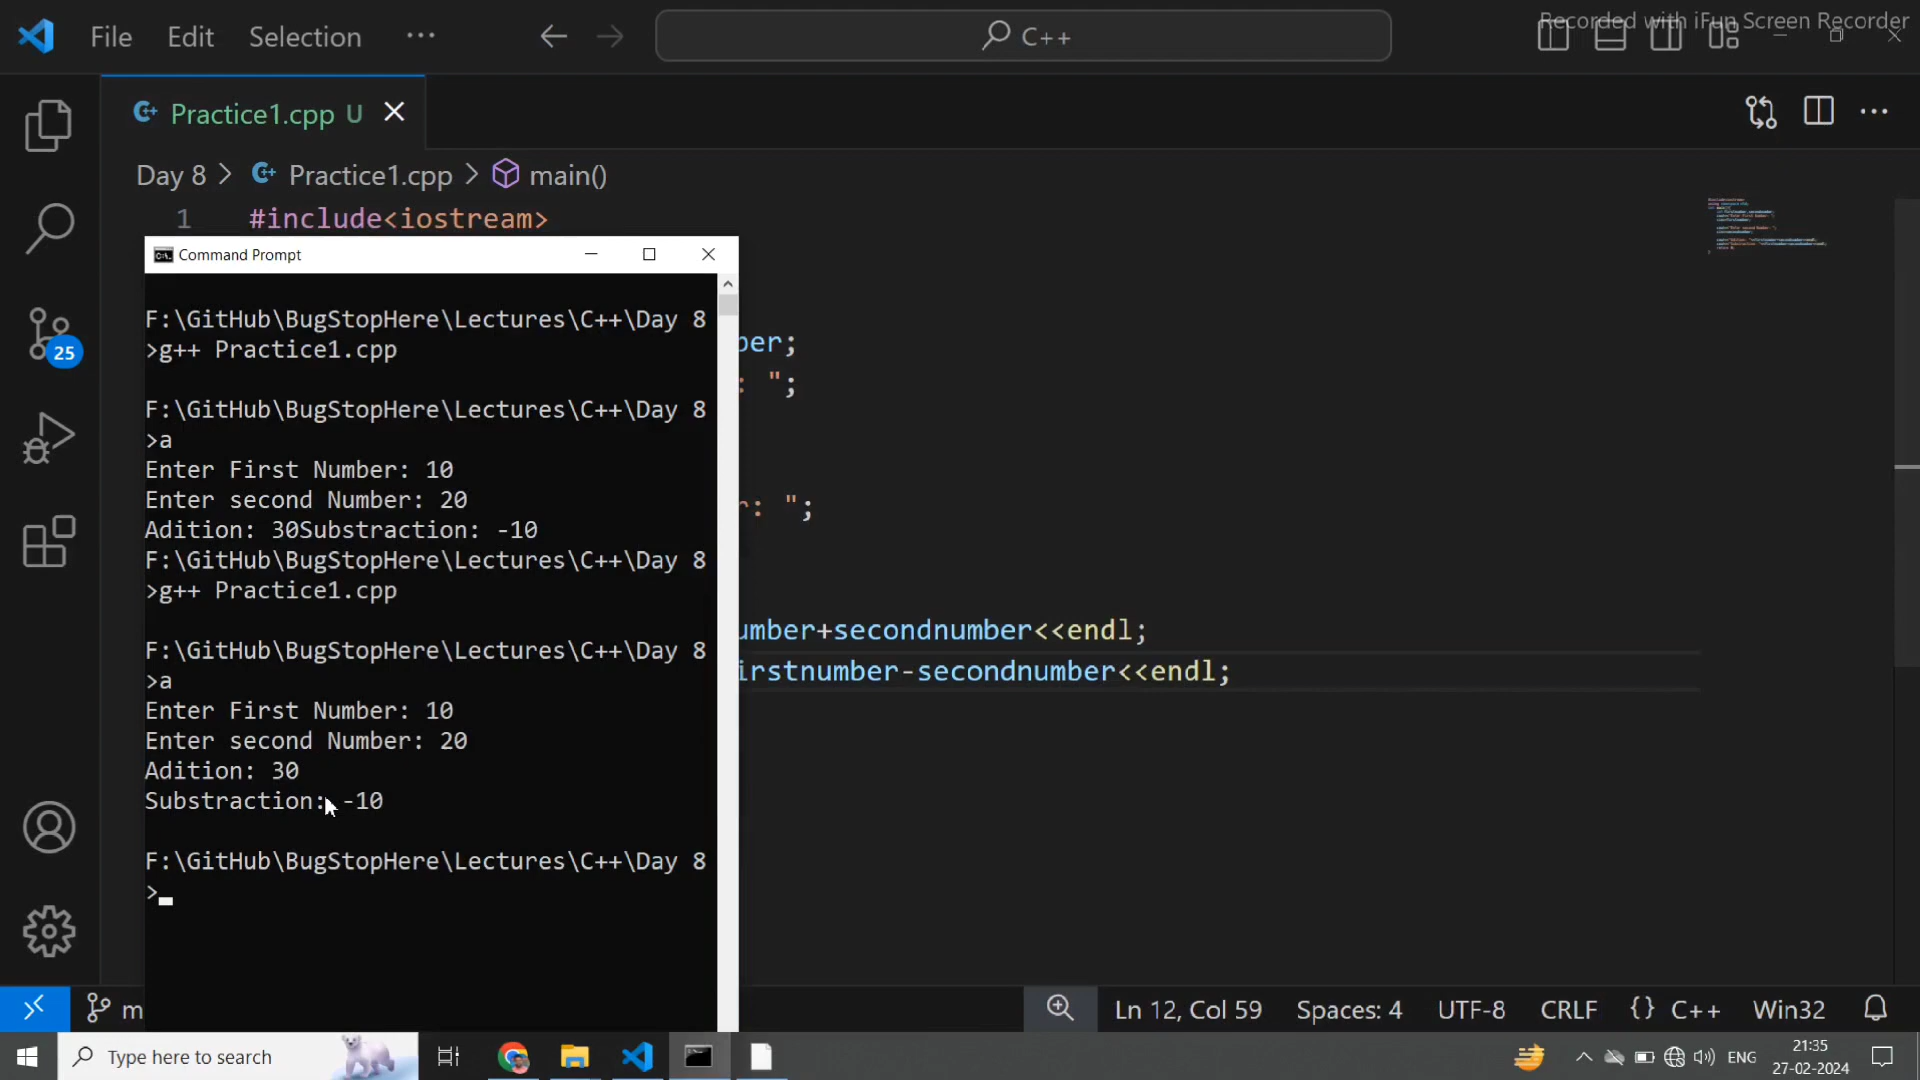 File Edit Selection ··· C++ Recorded with iFun Screen Recorder
Practice1.cpp U
Day 8 > Practice1.cpp > main()
1 #include<iostream>
Command Prompt
F:\GitHub\BugStopHere\Lectures\C++\Day 8
>g++ Practice1.cpp
F:\GitHub\BugStopHere\Lectures\C++\Day 8
>a
Enter First Number: 10
Enter second Number: 20
Adition: 30Substraction: -10
F:\GitHub\BugStopHere\Lectures\C++\Day 8
>g++ Practice1.cpp
F:\GitHub\BugStopHere\Lectures\C++\Day 8
>a
Enter First Number: 10
Enter second Number: 20
Adition: 30
Substraction: -10
F:\GitHub\BugStopHere\Lectures\C++\Day 8
>
ber;
: ";
r: ";
umber+secondnumber<<endl;
irstnumber-secondnumber<<endl;
25
m
Ln 12, Col 59 Spaces: 4 UTF-8 CRLF {} C++ Win32
Type here to search
ENG
21:35
27-02-2024